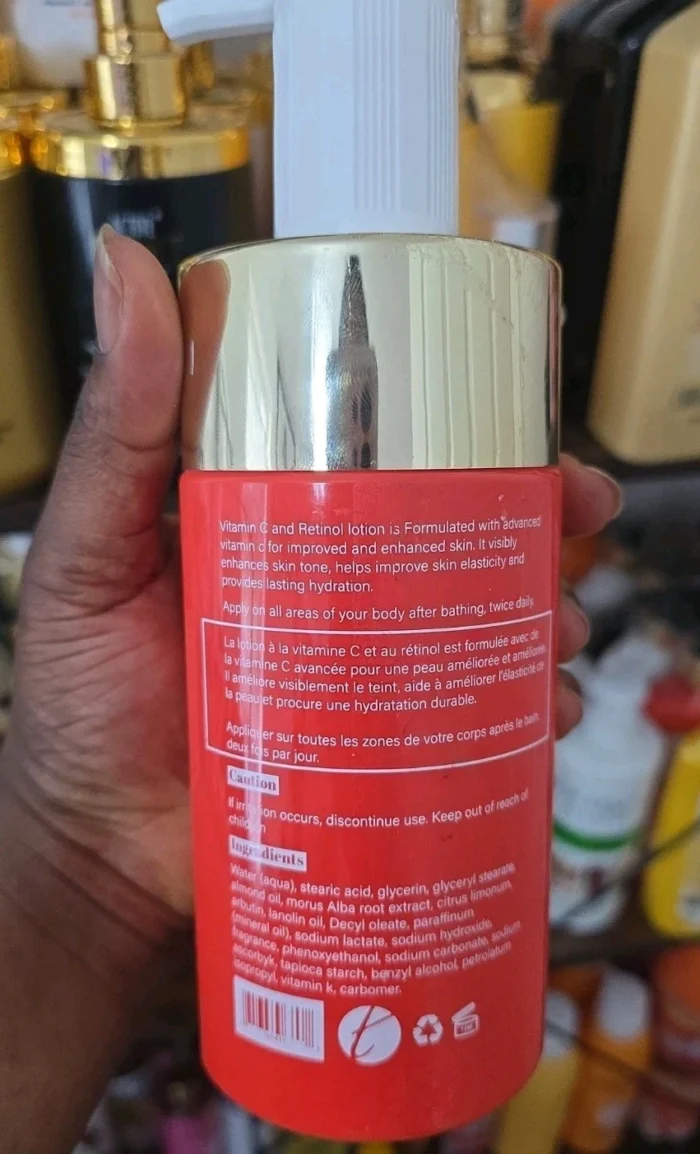 Vitamin C and Retinol lotion is Formulated with advanced
vitamin c for improved and enhanced skin. It visibly
enhances skin tone, helps improve skin elasticity and
provides lasting hydration.
Apply on all areas of your body after bathing, twice daily.
La lotion à la vitamine C et au rétinol est formulée avec de
la vitamine C avancée pour une peau améliorée et améliorée.
Il améliore visiblement le teint, aide à améliorer l'élasticité de
la peau et procure une hydratation durable.
Appliquer sur toutes les zones de votre corps après le bain,
deux fois par jour.
Caution
If irritation occurs, discontinue use. Keep out of reach of
children
Ingredients
Water (aqua), stearic acid, glycerin, glyceryl stearate,
almond oil, morus Alba root extract, citrus limonum,
arbutin, lanolin oil, Decyl oleate, paraffinum
(mineral oil), sodium lactate, sodium hydroxide,
fragrance, phenoxyethanol, sodium carbonate, sodium
ascorbyk, tapioca starch, benzyl alcohol, petrolatum
isopropyl, vitamin k, carbomer.
t